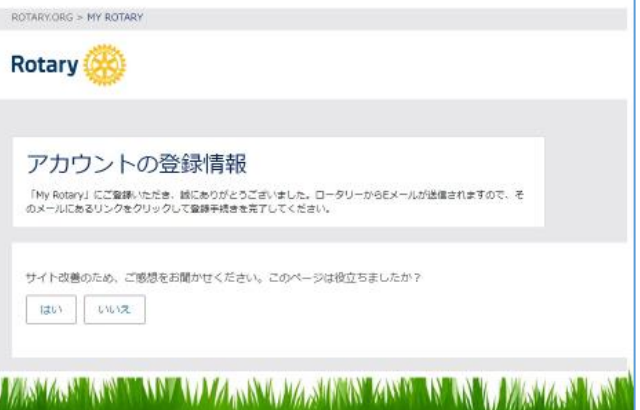 ROTARY.ORG > MY ROTARY
Rotary
アカウントの登録情報
「My Rotary」にご登録いただき、誠にありがとうございました。ロータリーからEメールが送信されますので、そ
のメールにあるリンクをクリックして登録手続きを完了してください。
サイト改善のため、ご感想をお聞かせください。このページは役立ちましたか？
はい いいえ